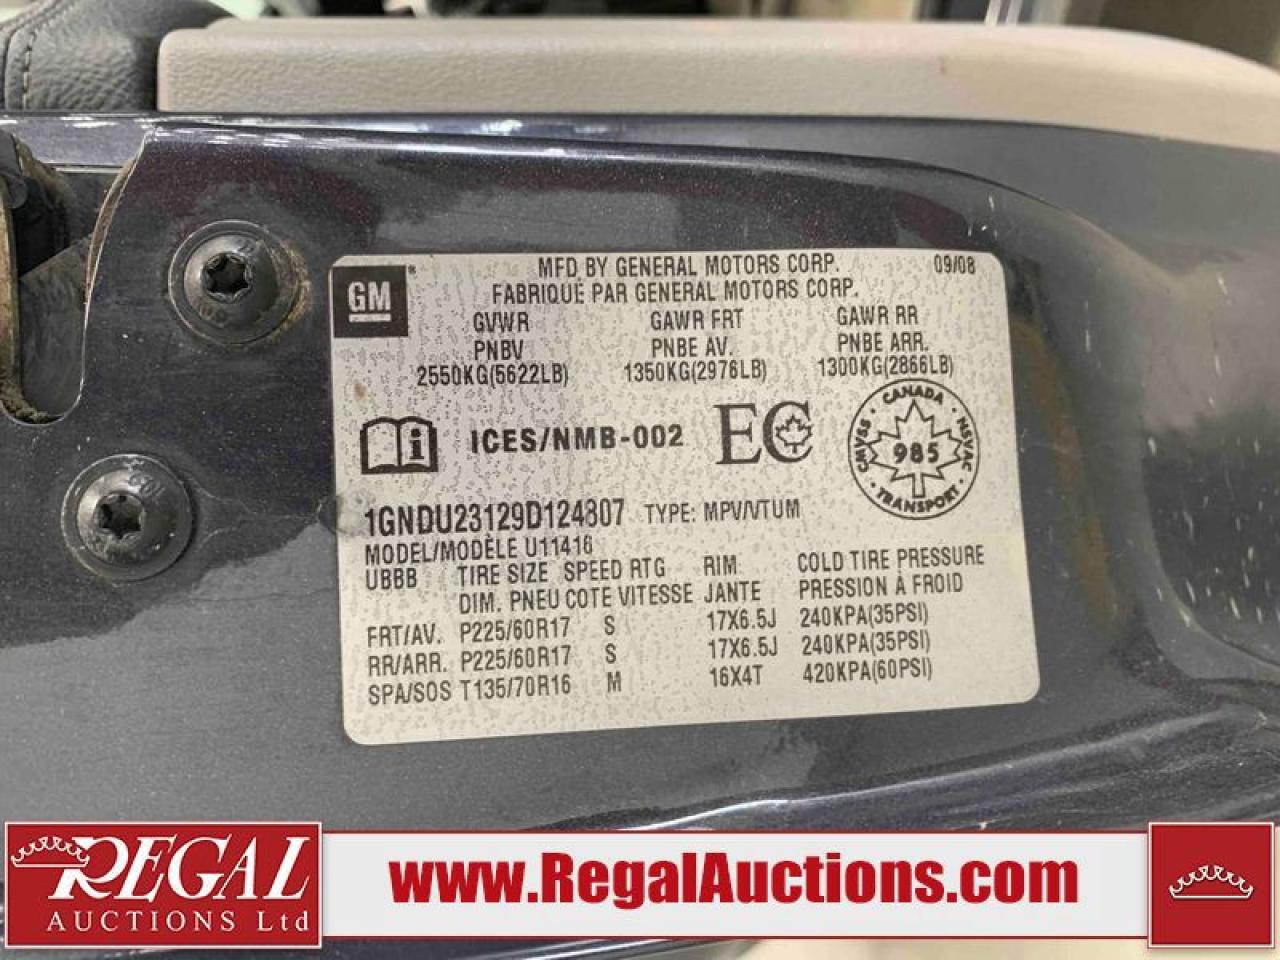 GM
MFD BY GENERAL MOTORS CORP. 09/08
FABRIQUÉ PAR GENERAL MOTORS CORP.
GVWR GAWR FRT GAWR RR
PNBV PNBE AV. PNBE ARR.
2550KG(5622LB) 1350KG(2976LB) 1300KG(2866LB)
i ICES/NMB-002 EC
CANADA
CMVSS NSVAC
985
TRANSPORT
1GNDU23129D124807 TYPE: MPV/VTUM
MODEL/MODÈLE U11416
UBBB TIRE SIZE SPEED RTG RIM COLD TIRE PRESSURE
DIM. PNEU COTE VITESSE JANTE PRESSION À FROID
FRT/AV. P225/60R17 S 17X6.5J 240KPA(35PSI)
RR/ARR. P225/60R17 S 17X6.5J 240KPA(35PSI)
SPA/SOS T135/70R16 M 16X4T 420KPA(60PSI)
REGAL
AUCTIONS Ltd
www.RegalAuctions.com